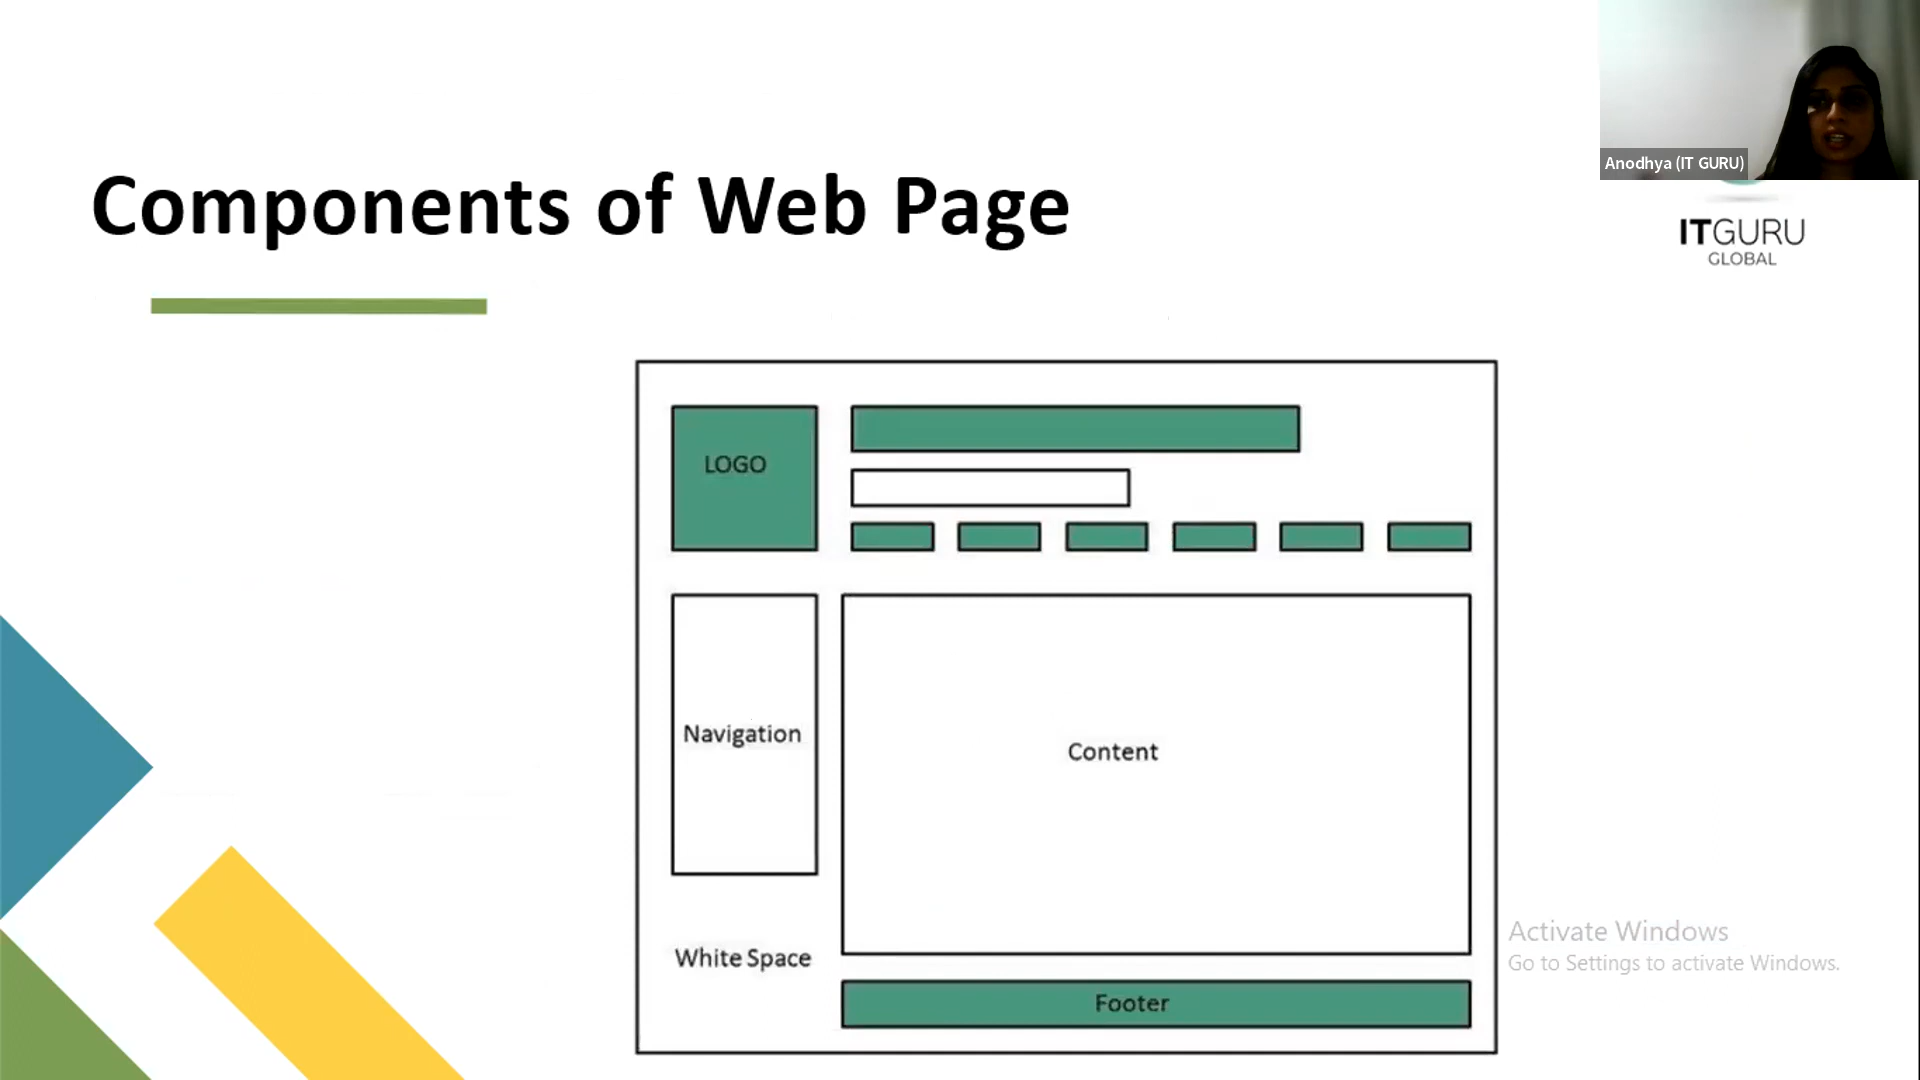 Anodhya (IT GURU)
Components of Web Page
ITGURU
GLOBAL
LOGO
Navigation
Content
White Space
Footer
Activate Windows
Go to Settings to activate Windows.